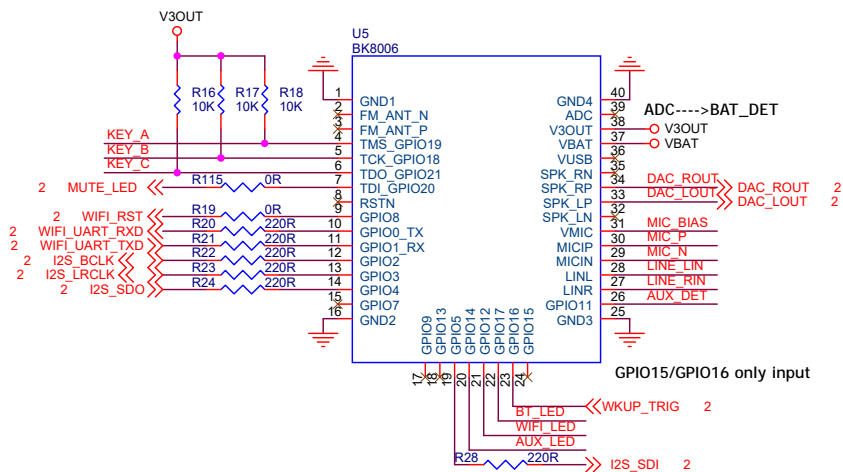 V3OUT
U5
BK8006
R16
10K
R17
10K
R18
10K
KEY_A
KEY_B
KEY_C
2 MUTE_LED
R115 0R
2 WIFI_RST
R19 0R
2 WIFI_UART_RXD
R20 220R
2 WIFI_UART_TXD
R21 220R
2 I2S_BCLK
R22 220R
2 I2S_LRCLK
R23 220R
2 I2S_SDO
R24 220R
1 GND1
2 FM_ANT_N
3 FM_ANT_P
4 TMS_GPIO19
5 TCK_GPIO18
6 TDO_GPIO21
7 TDI_GPIO20
8 RSTN
9 GPIO8
10 GPIO0_TX
11 GPIO1_RX
12 GPIO2
13 GPIO3
14 GPIO4
15 GPIO7
16 GND2
GPIO9 17
GPIO13 18
GPIO5 19
GPIO14 20
GPIO12 21
GPIO17 22
GPIO16 23
GPIO15 24
GND4 40
ADC 39
V3OUT 38
VBAT 37
VUSB 36
SPK_RN 35
SPK_RP 34
SPK_LP 33
SPK_LN 32
VMIC 31
MICP 30
MICN 29
LINL 28
LINR 27
GPIO11 26
GND3 25
ADC---->BAT_DET
V3OUT
VBAT
DAC_ROUT
DAC_ROUT 2
DAC_LOUT
DAC_LOUT 2
MIC_BIAS
MIC_P
MIC_N
LINE_LIN
LINE_RIN
AUX_DET
GPIO15/GPIO16 only input
WKUP_TRIG 2
BT_LED
WIFI_LED
AUX_LED
R28 220R
I2S_SDI 2